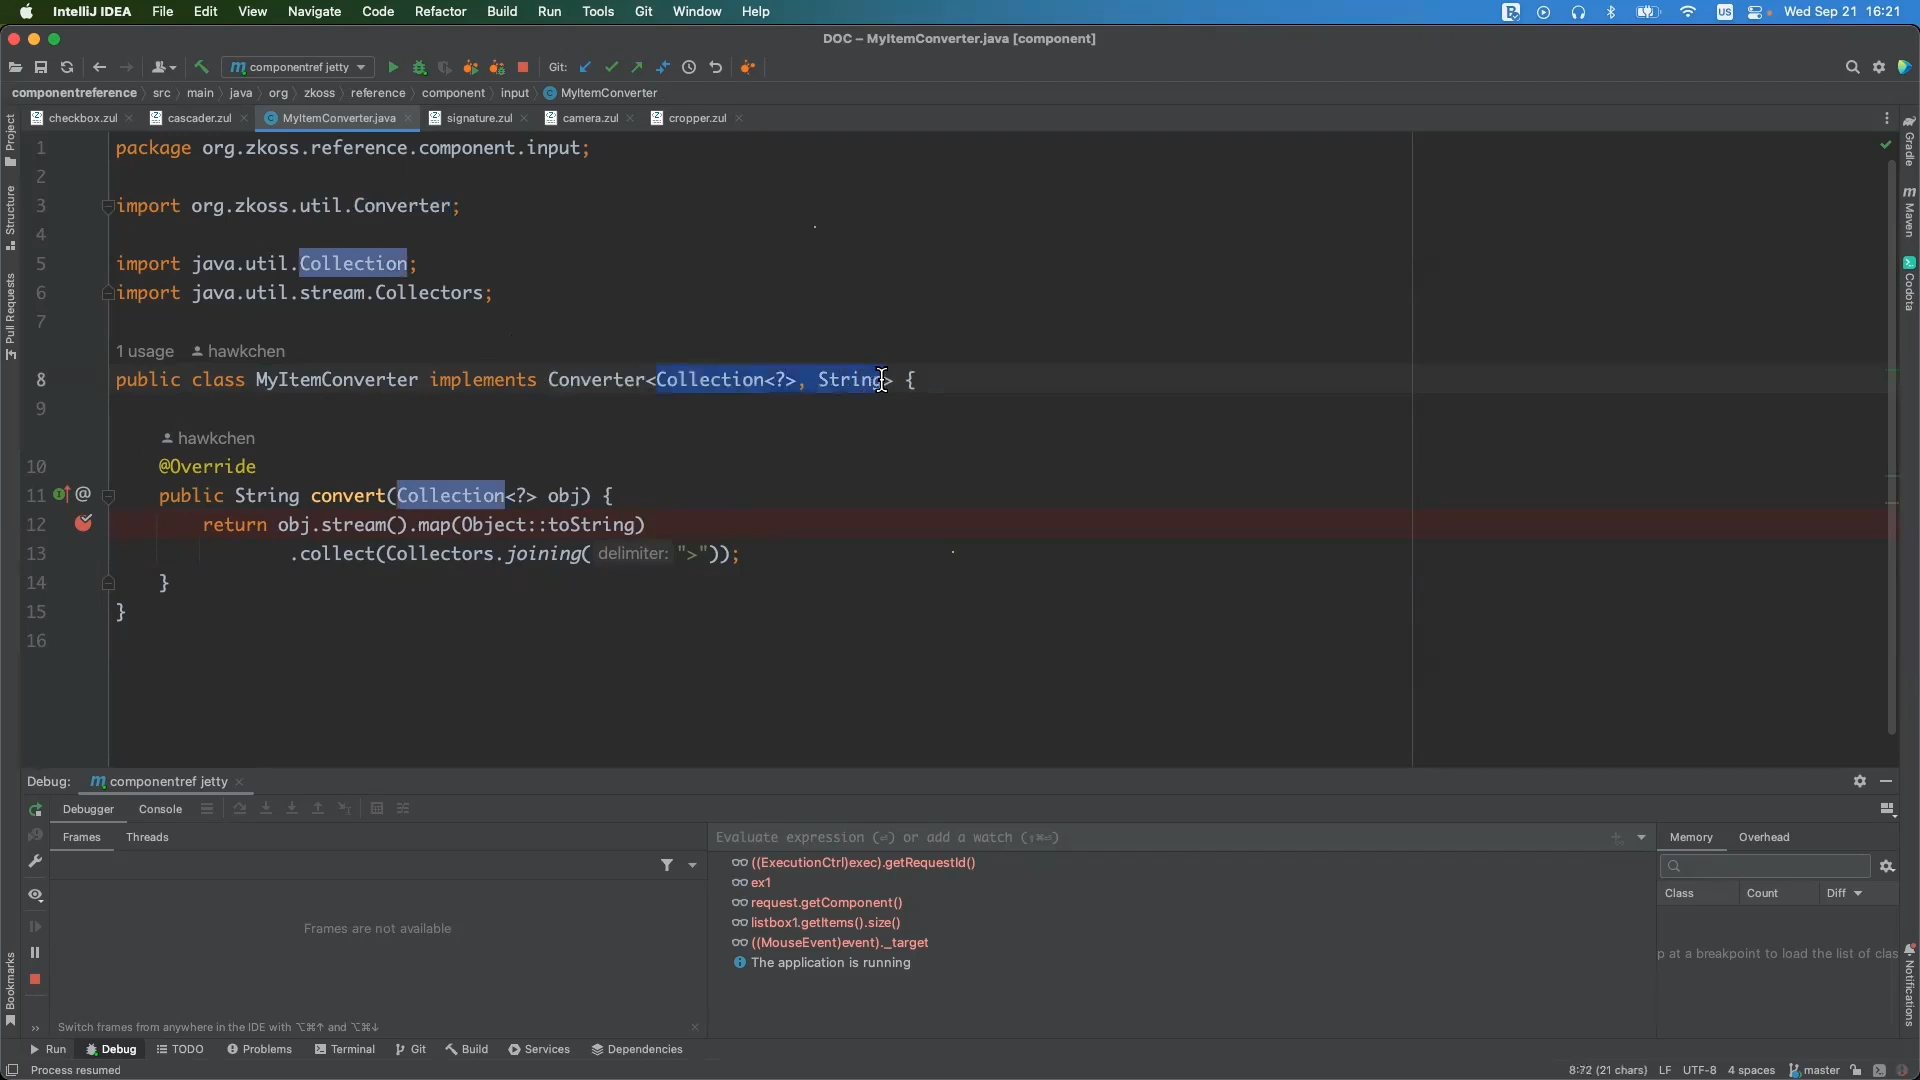 IntelliJ IDEA File Edit View Navigate Code Refactor Build Run Tools Git Window Help US Wed Sep 21 16:21
DOC – MyItemConverter.java [component]
componentref jetty Git:
componentreference src main java org zkoss reference component input MyItemConverter
checkbox.zul cascader.zul MyItemConverter.java signature.zul camera.zul cropper.zul
Project
Structure
Pull Requests
Bookmarks
Gradle
Maven
Codota
Notifications
1 package org.zkoss.reference.component.input;
2
3 import org.zkoss.util.Converter;
4
5 import java.util.Collection;
6 import java.util.stream.Collectors;
7
1 usage hawkchen
8 public class MyItemConverter implements Converter<Collection<?>, String> {
9
hawkchen
10 @Override
11 public String convert(Collection<?> obj) {
12 return obj.stream().map(Object::toString)
13 .collect(Collectors.joining( delimiter: ">"));
14 }
15 }
16
Debug: componentref jetty
Debugger Console
Frames Threads
Evaluate expression (⏎) or add a watch (⇧⌘⏎)
Memory Overhead
((ExecutionCtrl)exec).getRequestId()
ex1
request.getComponent()
listbox1.getItems().size()
((MouseEvent)event)._target
The application is running
Class Count Diff
Frames are not available
p at a breakpoint to load the list of clas
Switch frames from anywhere in the IDE with ⌥⌘↑ and ⌥⌘↓
Run Debug TODO Problems Terminal Git Build Services Dependencies
Process resumed 8:72 (21 chars) LF UTF-8 4 spaces master